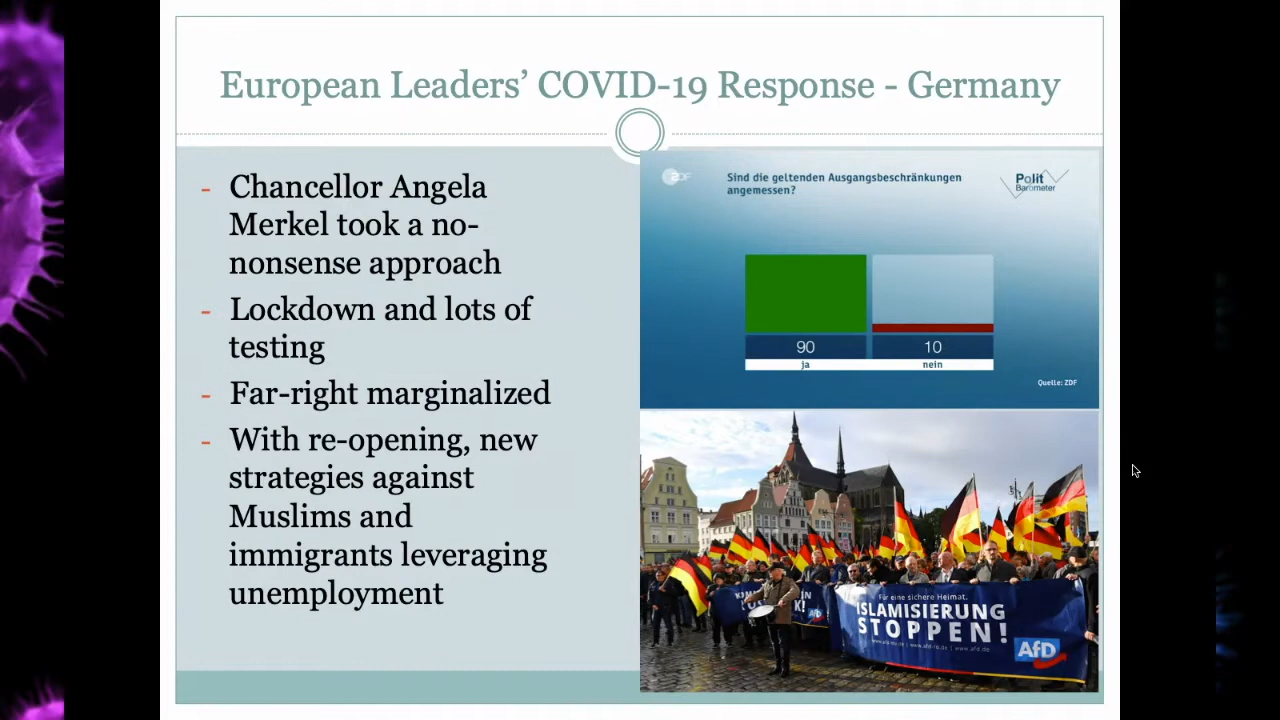 European Leaders’ COVID-19 Response - Germany
- Chancellor Angela
Merkel took a no-
nonsense approach
- Lockdown and lots of
testing
- Far-right marginalized
- With re-opening, new
strategies against
Muslims and
immigrants leveraging
unemployment
ZDF
Sind die geltenden Ausgangsbeschränkungen
angemessen?
Polit
Barometer
90
10
ja
nein
Quelle: ZDF
Für eine sichere Heimat.
ISLAMISIERUNG
STOPPEN!
AfD
AfD